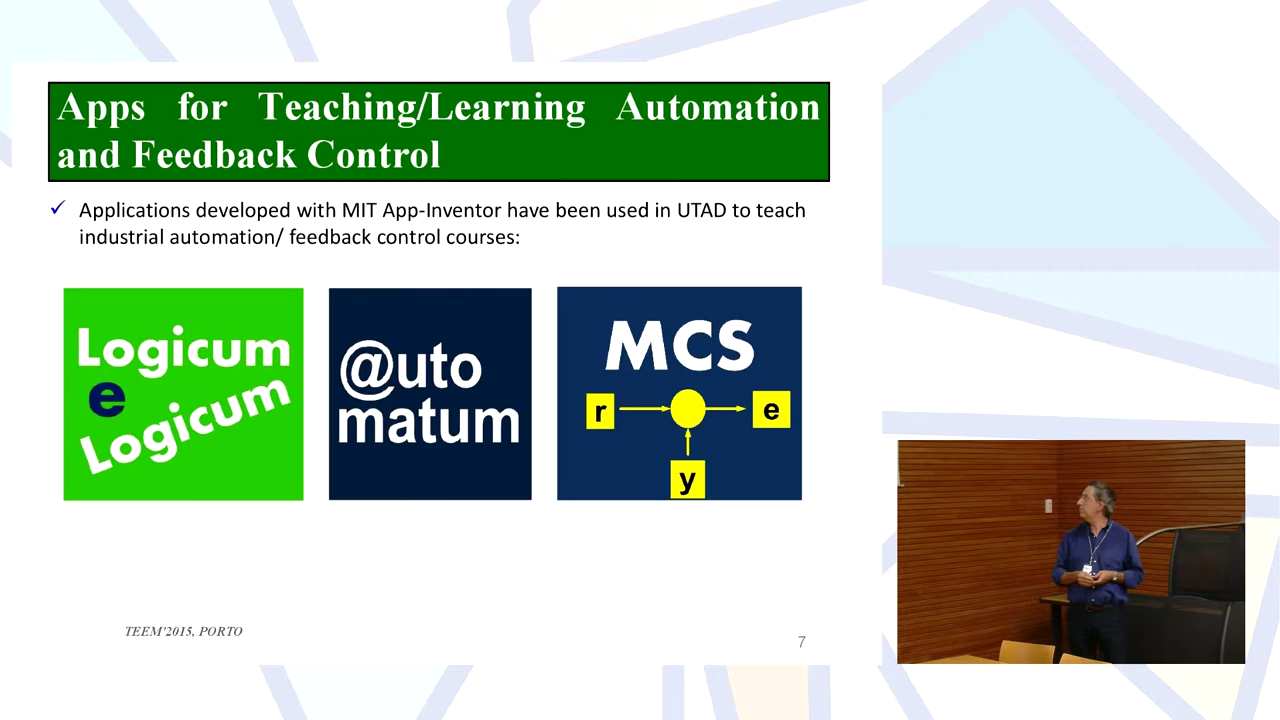 Apps for Teaching/Learning Automation
and Feedback Control
✓ Applications developed with MIT App-Inventor have been used in UTAD to teach
industrial automation/ feedback control courses:
Logicum
e
Logicum
@uto
matum
MCS
r
e
y
TEEM'2015, PORTO
7